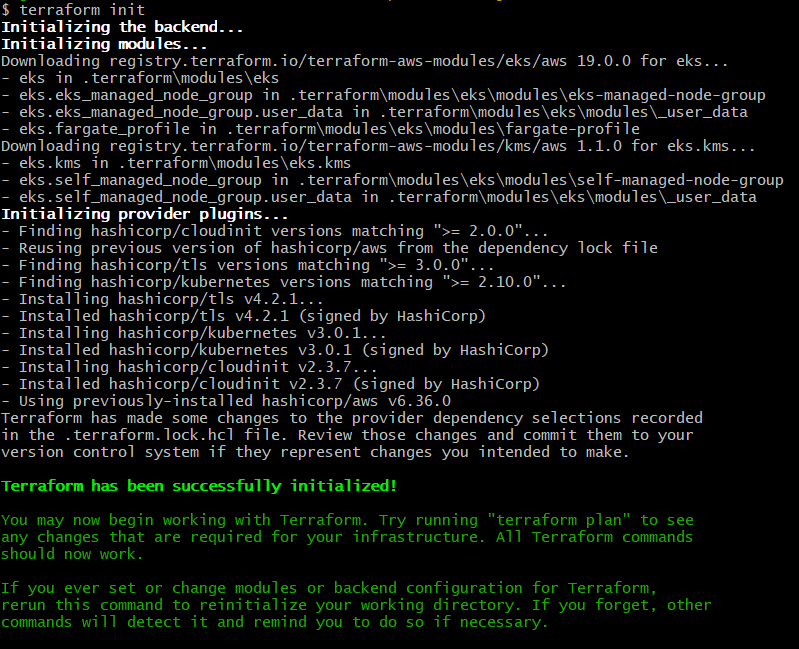 $ terraform init
Initializing the backend...
Initializing modules...
Downloading registry.terraform.io/terraform-aws-modules/eks/aws 19.0.0 for eks...
- eks in .terraform\modules\eks
- eks.eks_managed_node_group in .terraform\modules\eks\modules\eks-managed-node-group
- eks.eks_managed_node_group.user_data in .terraform\modules\eks\modules\_user_data
- eks.fargate_profile in .terraform\modules\eks\modules\fargate-profile
Downloading registry.terraform.io/terraform-aws-modules/kms/aws 1.1.0 for eks.kms...
- eks.kms in .terraform\modules\eks.kms
- eks.self_managed_node_group in .terraform\modules\eks\modules\self-managed-node-group
- eks.self_managed_node_group.user_data in .terraform\modules\eks\modules\_user_data
Initializing provider plugins...
- Finding hashicorp/cloudinit versions matching ">= 2.0.0"...
- Reusing previous version of hashicorp/aws from the dependency lock file
- Finding hashicorp/tls versions matching ">= 3.0.0"...
- Finding hashicorp/kubernetes versions matching ">= 2.10.0"...
- Installing hashicorp/tls v4.2.1...
- Installed hashicorp/tls v4.2.1 (signed by HashiCorp)
- Installing hashicorp/kubernetes v3.0.1...
- Installed hashicorp/kubernetes v3.0.1 (signed by HashiCorp)
- Installing hashicorp/cloudinit v2.3.7...
- Installed hashicorp/cloudinit v2.3.7 (signed by HashiCorp)
- Using previously-installed hashicorp/aws v6.36.0
Terraform has made some changes to the provider dependency selections recorded
in the .terraform.lock.hcl file. Review those changes and commit them to your
version control system if they represent changes you intended to make.
Terraform has been successfully initialized!
You may now begin working with Terraform. Try running "terraform plan" to see
any changes that are required for your infrastructure. All Terraform commands
should now work.
If you ever set or change modules or backend configuration for Terraform,
rerun this command to reinitialize your working directory. If you forget, other
commands will detect it and remind you to do so if necessary.